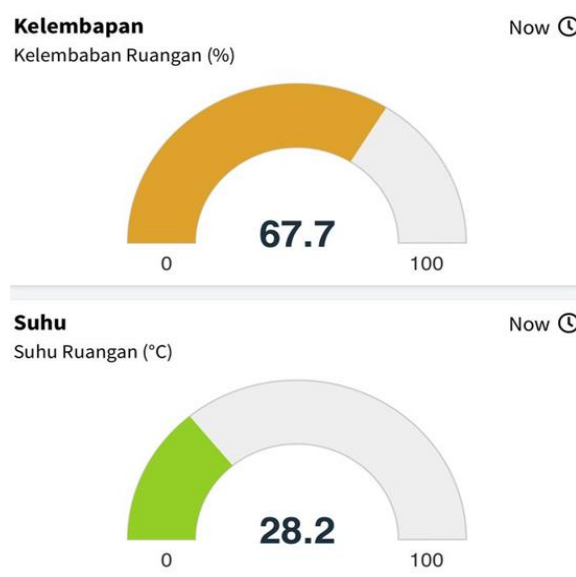 Kelembapan
Now
Kelembaban Ruangan (%)
67.7
0
100
Suhu
Now
Suhu Ruangan (°C)
28.2
0
100